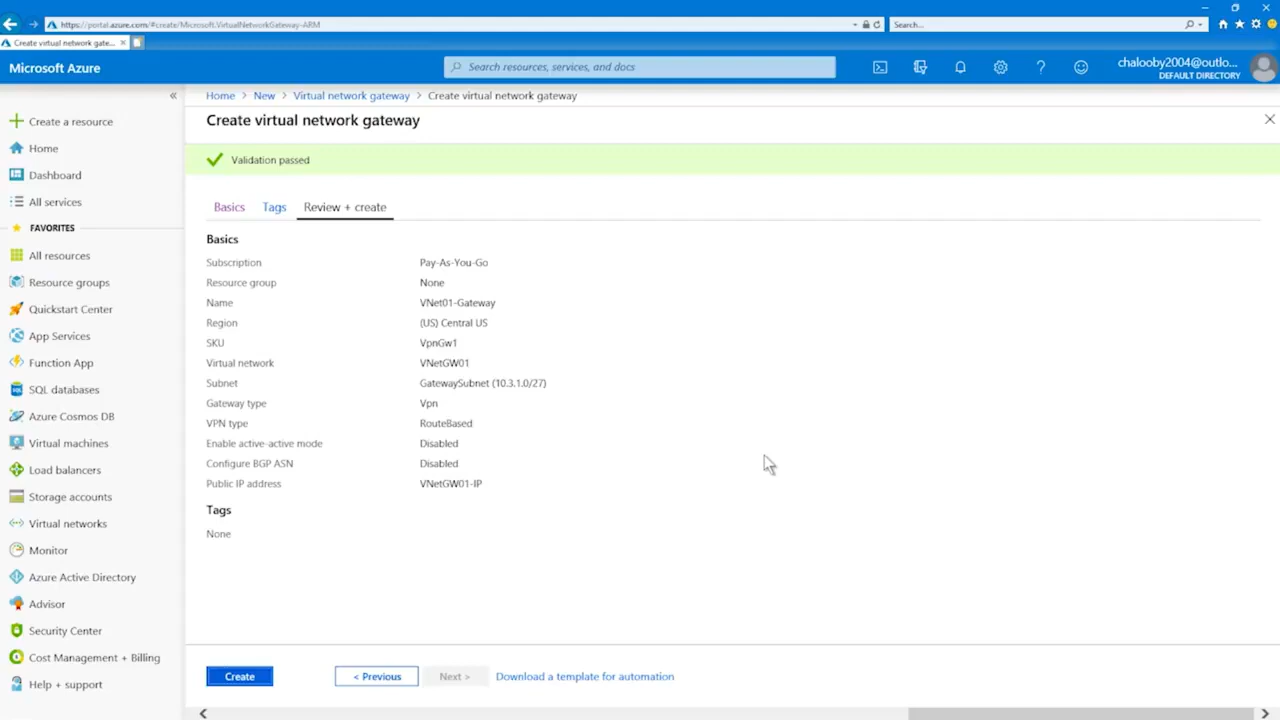 https://portal.azure.com/#create/Microsoft.VirtualNetworkGateway-ARM
Search...
Create virtual network gate...
Microsoft Azure
Search resources, services, and docs
chalooby2004@outlo...
DEFAULT DIRECTORY
Home > New > Virtual network gateway > Create virtual network gateway
Create virtual network gateway
Validation passed
Create a resource
Home
Dashboard
All services
FAVORITES
All resources
Resource groups
Quickstart Center
App Services
Function App
SQL databases
Azure Cosmos DB
Virtual machines
Load balancers
Storage accounts
Virtual networks
Monitor
Azure Active Directory
Advisor
Security Center
Cost Management + Billing
Help + support
Basics Tags Review + create
Basics
Subscription Pay-As-You-Go
Resource group None
Name VNet01-Gateway
Region (US) Central US
SKU VpnGw1
Virtual network VNetGW01
Subnet GatewaySubnet (10.3.1.0/27)
Gateway type Vpn
VPN type RouteBased
Enable active-active mode Disabled
Configure BGP ASN Disabled
Public IP address VNetGW01-IP
Tags
None
Create < Previous Next > Download a template for automation